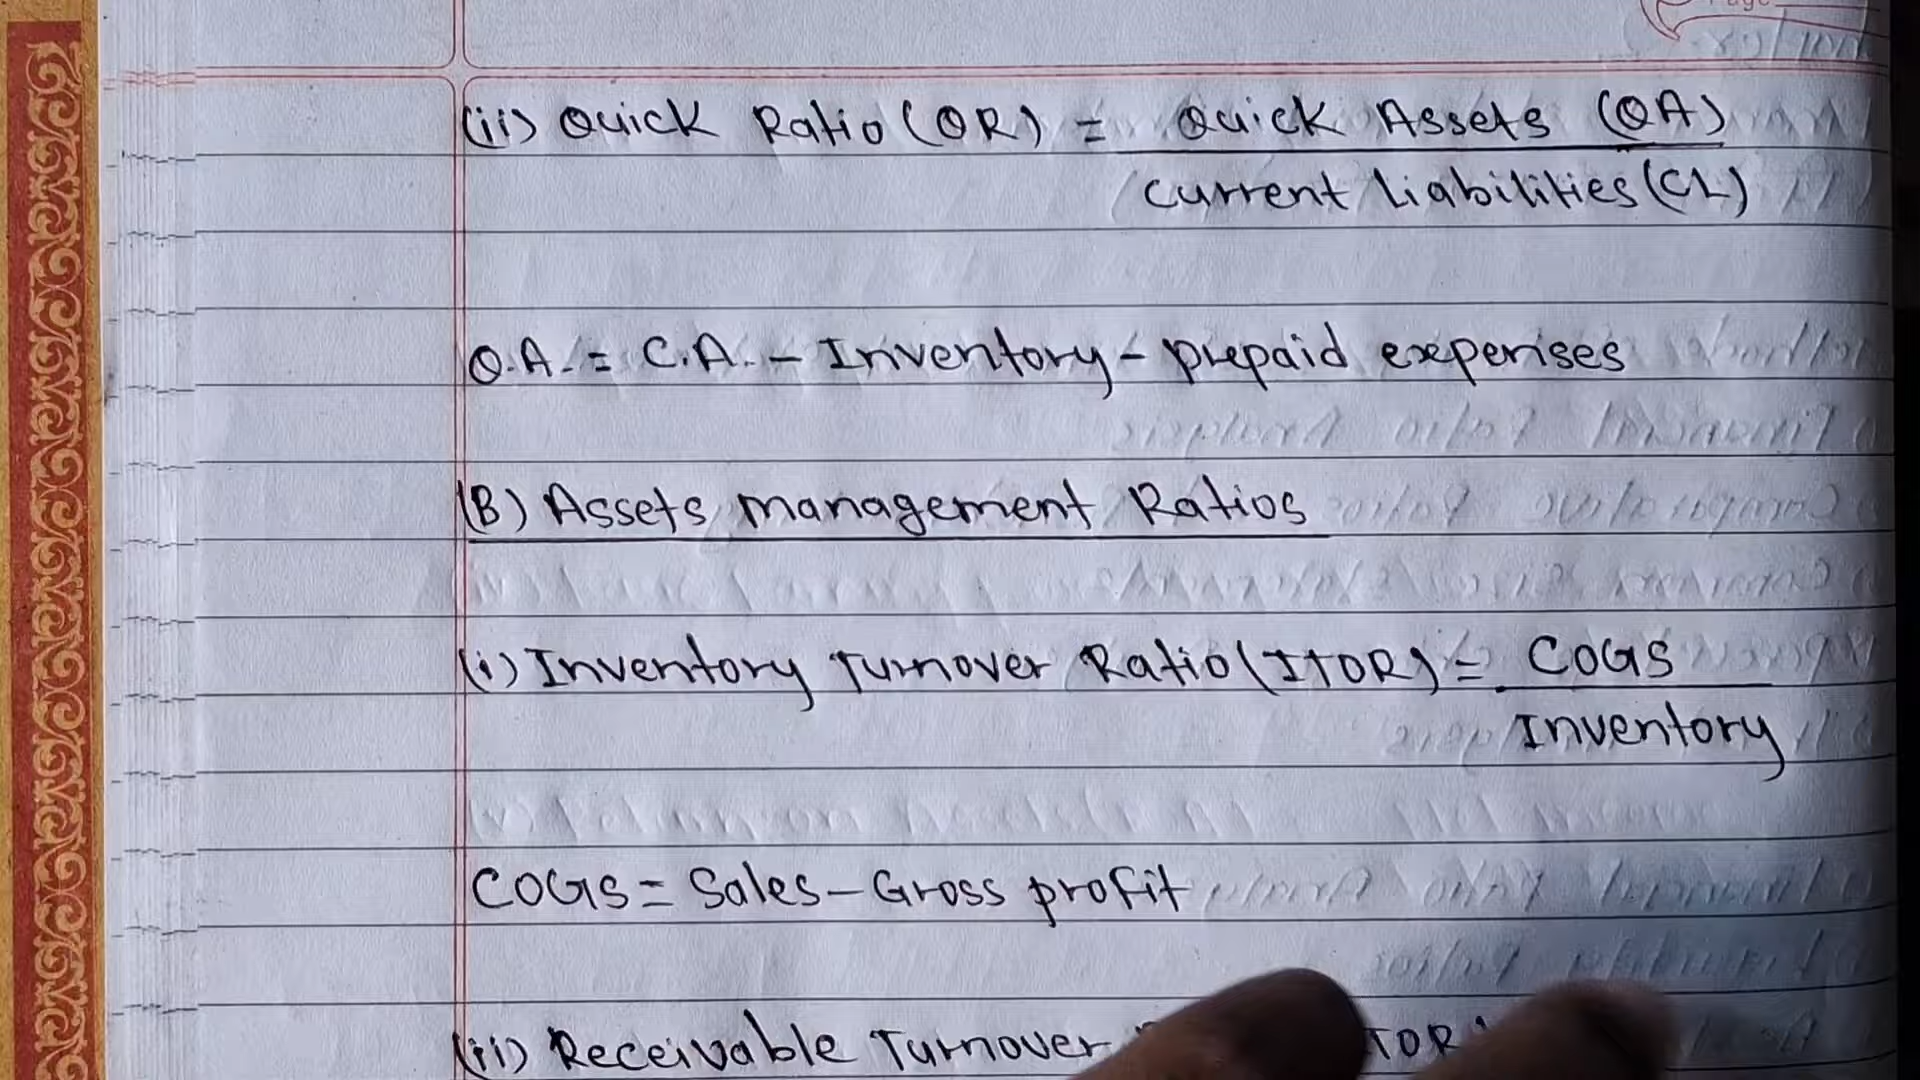 (ii) Quick Ratio (QR) = Quick Assets (QA)
Current Liabilities (CL)
Q.A. = C.A. - Inventory - prepaid expenses
(B) Assets management Ratios
(i) Inventory Turnover Ratio (ITOR) = COGS
Inventory
COGS = Sales - Gross profit
(ii) Receivable Turnover TOR)